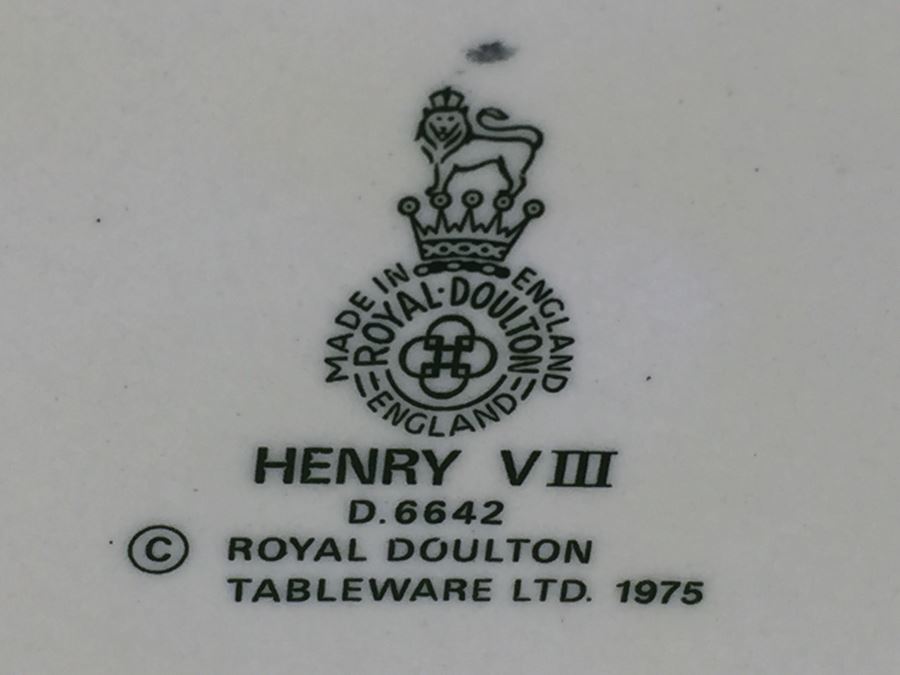 MADE IN ENGLAND
ROYAL·DOULTON
ENGLAND
HENRY VIII
D.6642
© ROYAL DOULTON
TABLEWARE LTD. 1975